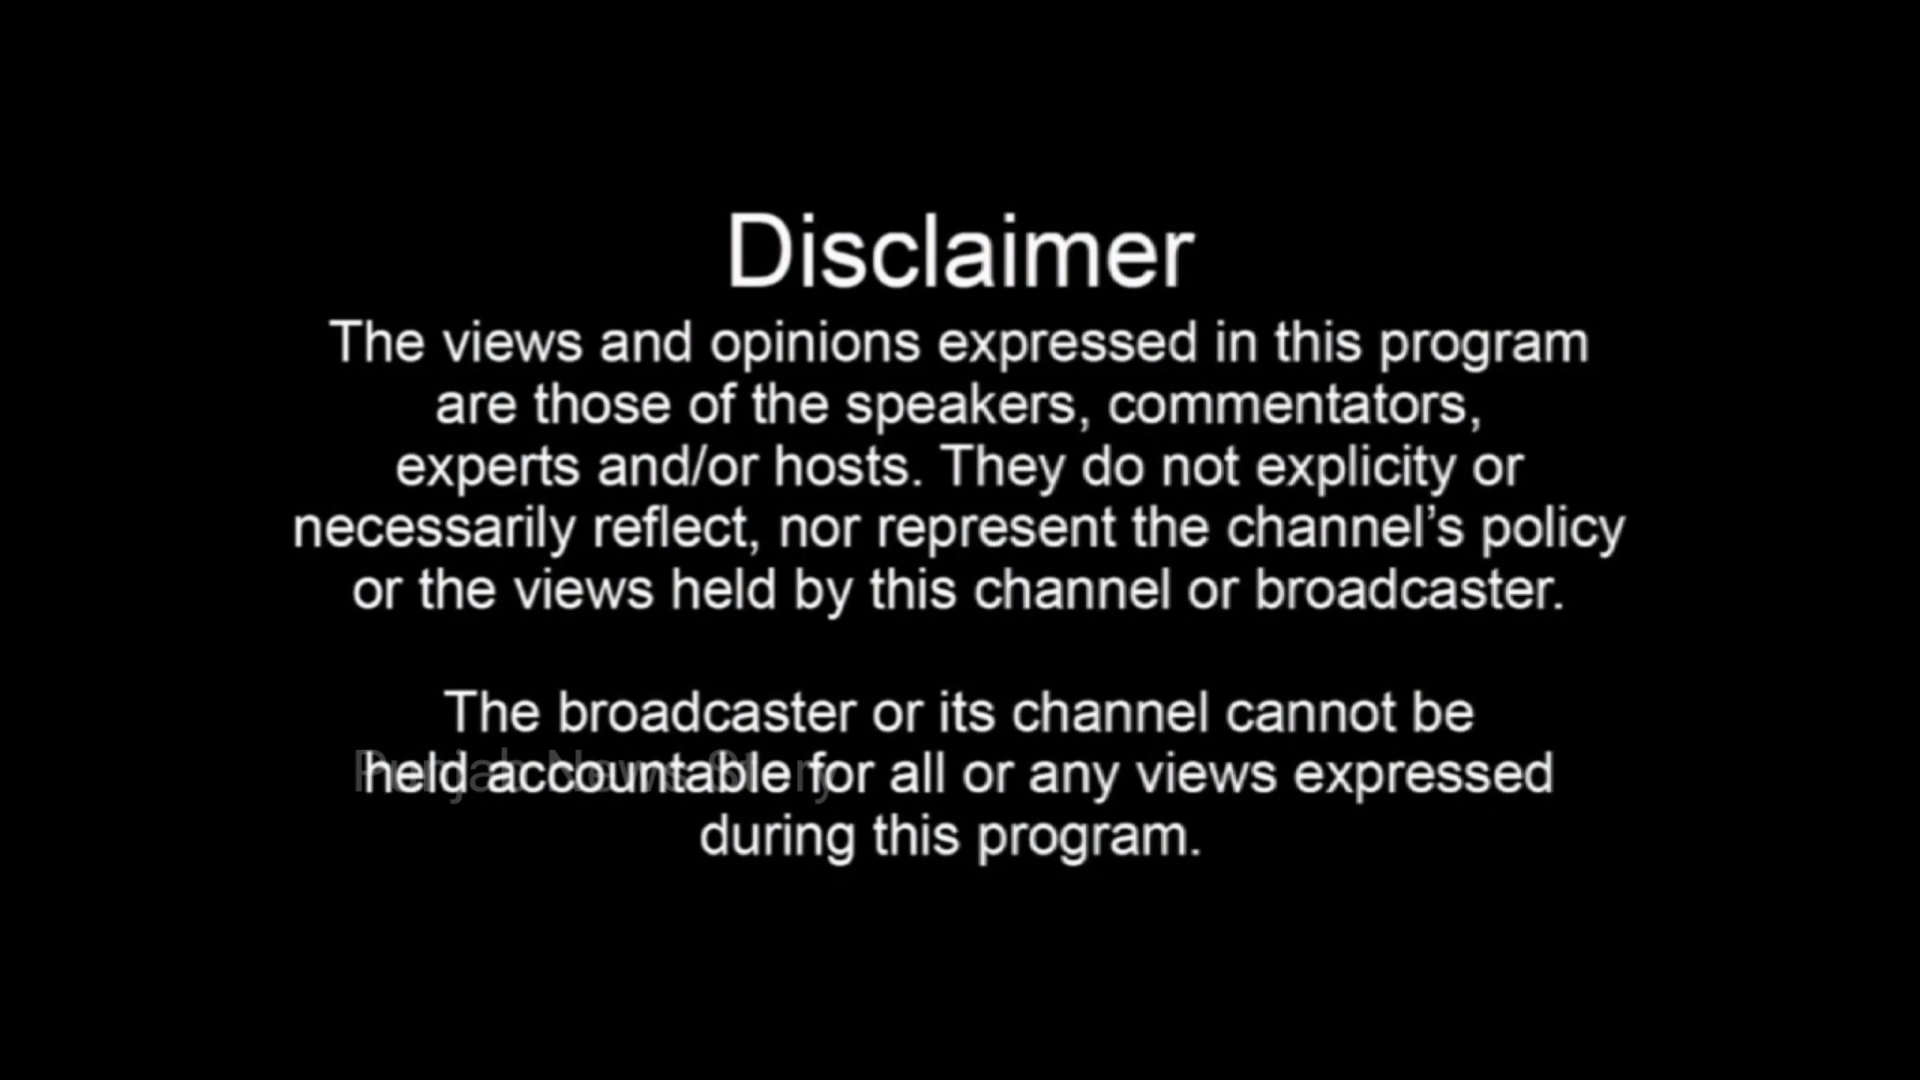 Disclaimer
The views and opinions expressed in this program
are those of the speakers, commentators,
experts and/or hosts. They do not explicity or
necessarily reflect, nor represent the channel’s policy
or the views held by this channel or broadcaster.
The broadcaster or its channel cannot be
held accountable for all or any views expressed
Punjab News Story
during this program.